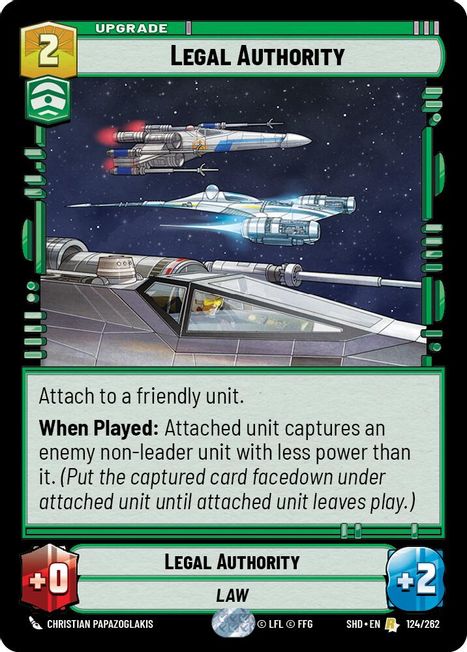 UPGRADE
2
LEGAL AUTHORITY
Attach to a friendly unit.
When Played: Attached unit captures an
enemy non-leader unit with less power than
it. (Put the captured card facedown under
attached unit until attached unit leaves play.)
+0
LEGAL AUTHORITY
LAW
+2
CHRISTIAN PAPAZOGLAKIS
© LFL © FFG
SHD • EN
R
124/262